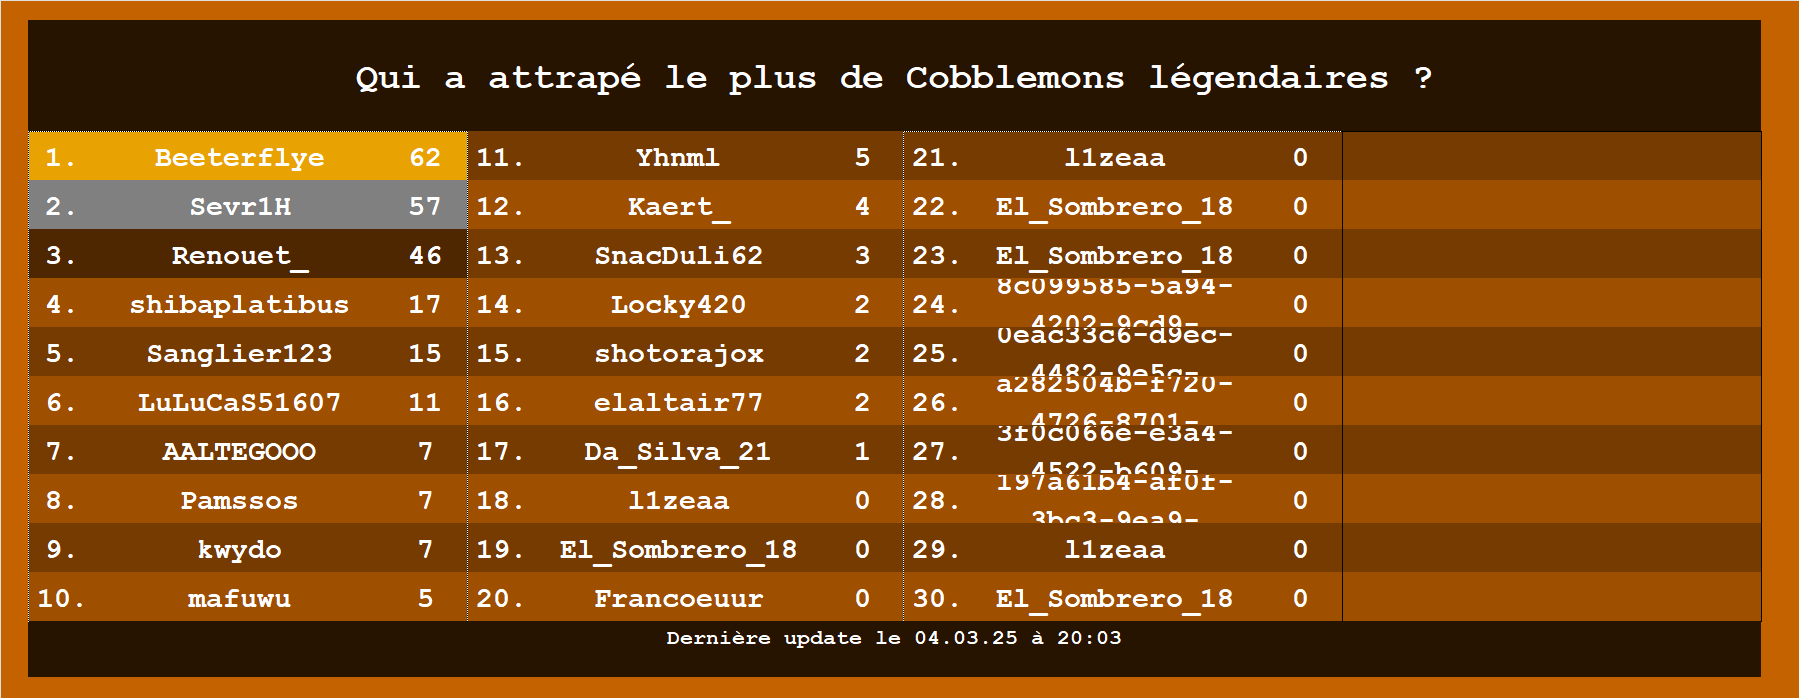 Qui a attrapé le plus de Cobblemons légendaires ?
1. Beeterflye 62
2. Sevr1H 57
3. Renouet_ 46
4. shibaplatibus 17
5. Sanglier123 15
6. LuLuCaS51607 11
7. AALTEGOOO 7
8. Pamssos 7
9. kwydo 7
10. mafuwu 5
11. Yhnml 5
12. Kaert_ 4
13. SnacDuli62 3
14. Locky420 2
15. shotorajox 2
16. elaltair77 2
17. Da_Silva_21 1
18. l1zeaa 0
19. El_Sombrero_18 0
20. Francoeuur 0
21. l1zeaa 0
22. El_Sombrero_18 0
23. El_Sombrero_18 0
8c099585-5a94-
24. 0
4202-9cd9-
0eac33c6-d9ec-
25. 0
a282504b-f720-
26. 0
4726-8701-
3f0c066e-e3a4-
27. 0
4522-b609-
197a61b4-af0f-
28. 0
29. l1zeaa 0
30. El_Sombrero_18 0
Dernière update le 04.03.25 à 20:03